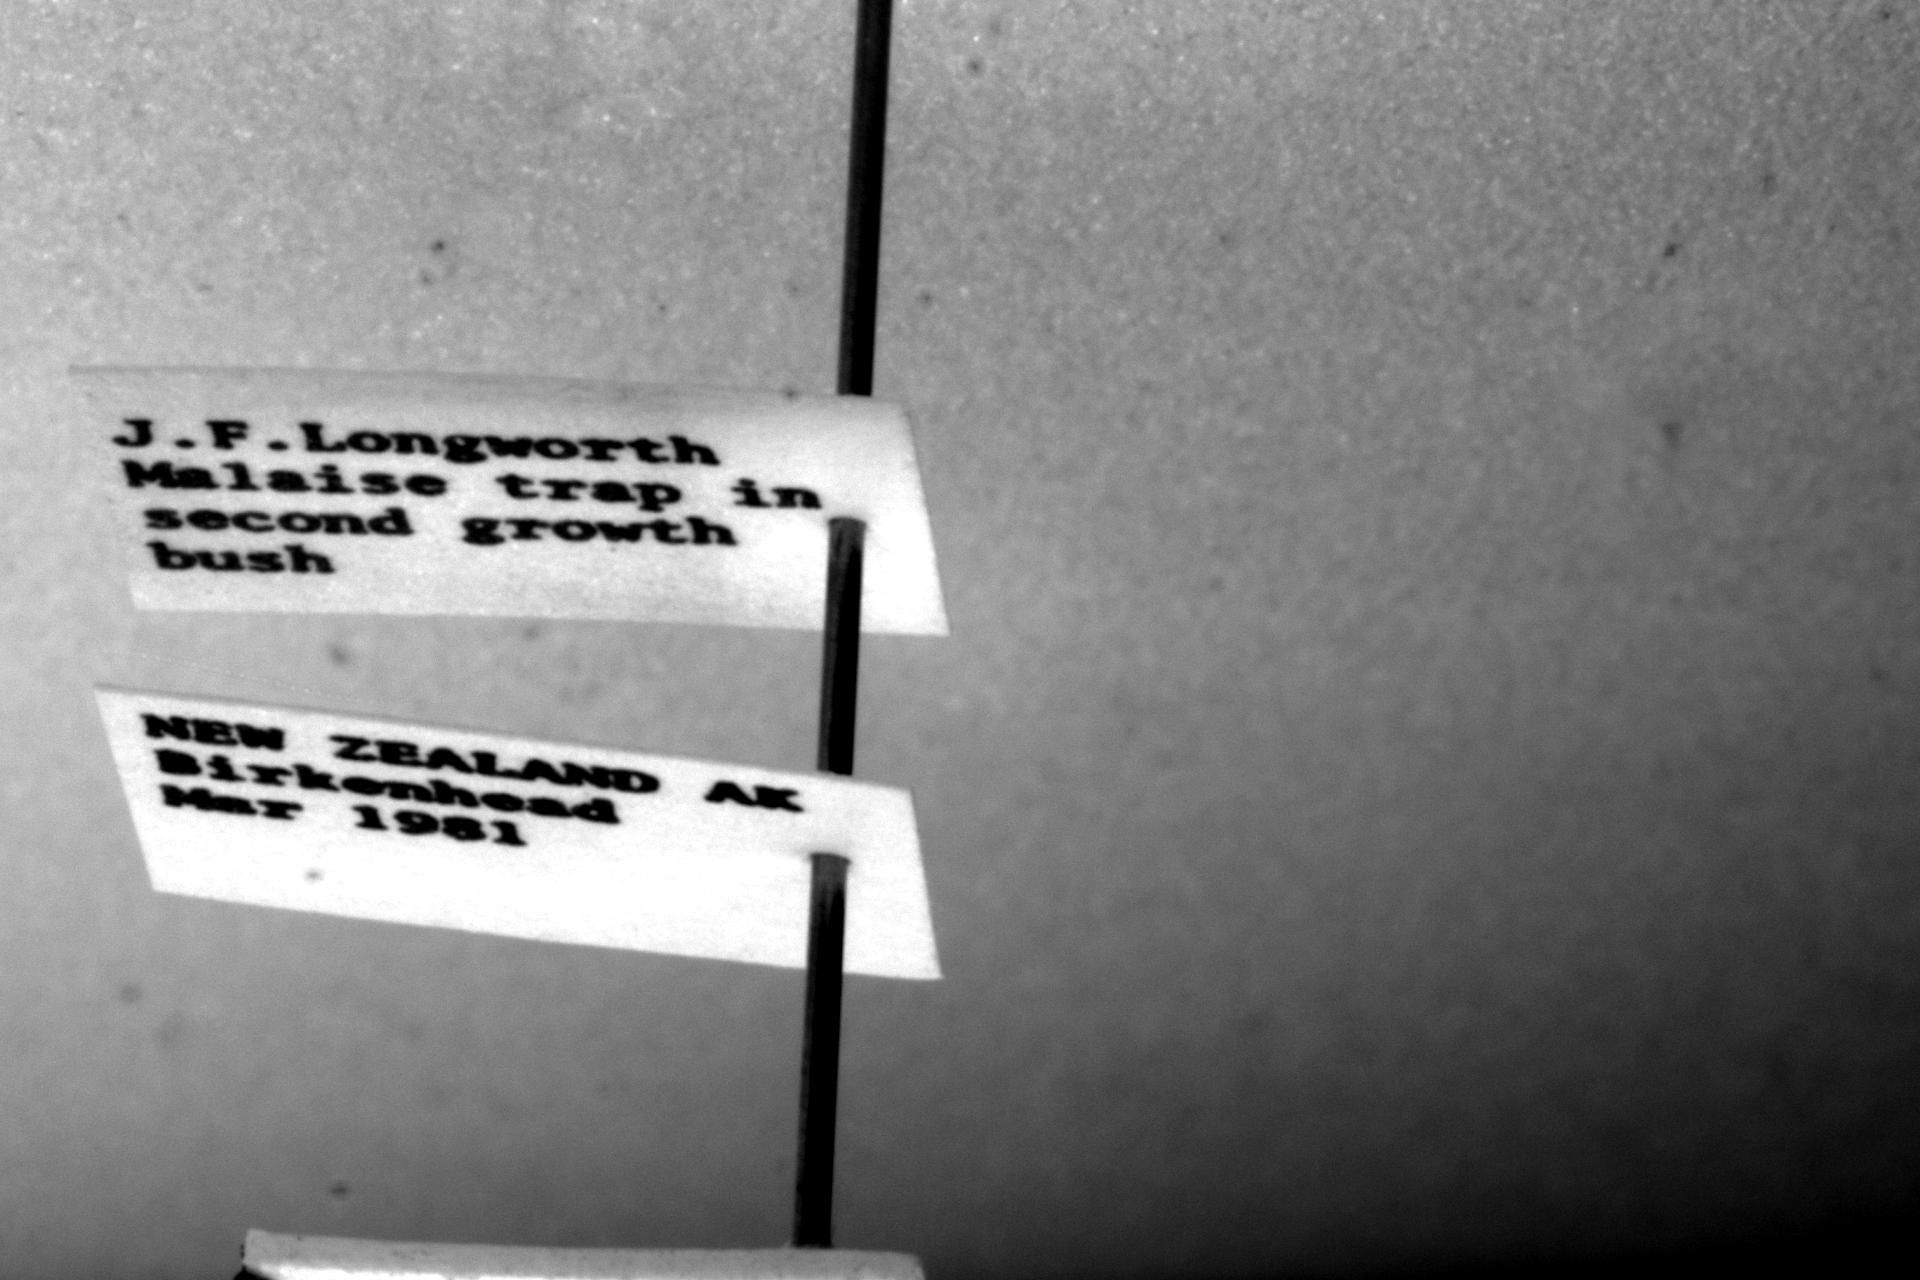 J.F.Longworth
Malaise trap in
second growth
bush
NEW ZEALAND AK
Birkenhead
Mar 1981